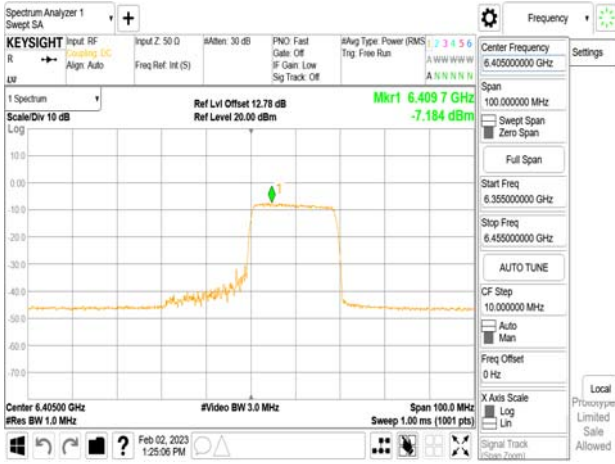 Spectrum Analyzer 1
Swept SA
+
Frequency
KEYSIGHT
R
LXI
Input: RF
Coupling: DC
Align: Auto
Input Z: 50 Ω
Freq Ref: Int (S)
#Atten: 30 dB
PNO: Fast
Gate: Off
IF Gain: Low
Sig Track: Off
#Avg Type: Power (RMS
Trig: Free Run
1 2 3 4 5 6
A W W W W W
A N N N N N
Center Frequency
6.405000000 GHz
Settings
1 Spectrum
Scale/Div 10 dB
Ref Lvl Offset 12.78 dB
Ref Level 20.00 dBm
Mkr1 6.409 7 GHz
-7.184 dBm
Span
100.000000 MHz
Swept Span
Zero Span
Full Span
Start Freq
6.355000000 GHz
Stop Freq
6.455000000 GHz
AUTO TUNE
CF Step
10.000000 MHz
Auto
Man
Freq Offset
0 Hz
X Axis Scale
Log
Lin
Signal Track
(Span Zoom)
Local
Prototype
Limited
Sale
Allowed
Log
10.0
0.00
-10.0
-20.0
-30.0
-40.0
-50.0
-60.0
-70.0
1
Center 6.40500 GHz
#Res BW 1.0 MHz
#Video BW 3.0 MHz
Span 100.0 MHz
Sweep 1.00 ms (1001 pts)
?
Feb 02, 2023
1:25:06 PM